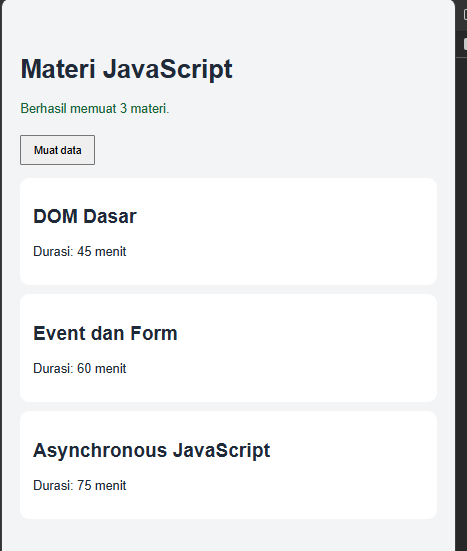 Materi JavaScript
Berhasil memuat 3 materi.
Muat data
DOM Dasar
Durasi: 45 menit
Event dan Form
Durasi: 60 menit
Asynchronous JavaScript
Durasi: 75 menit